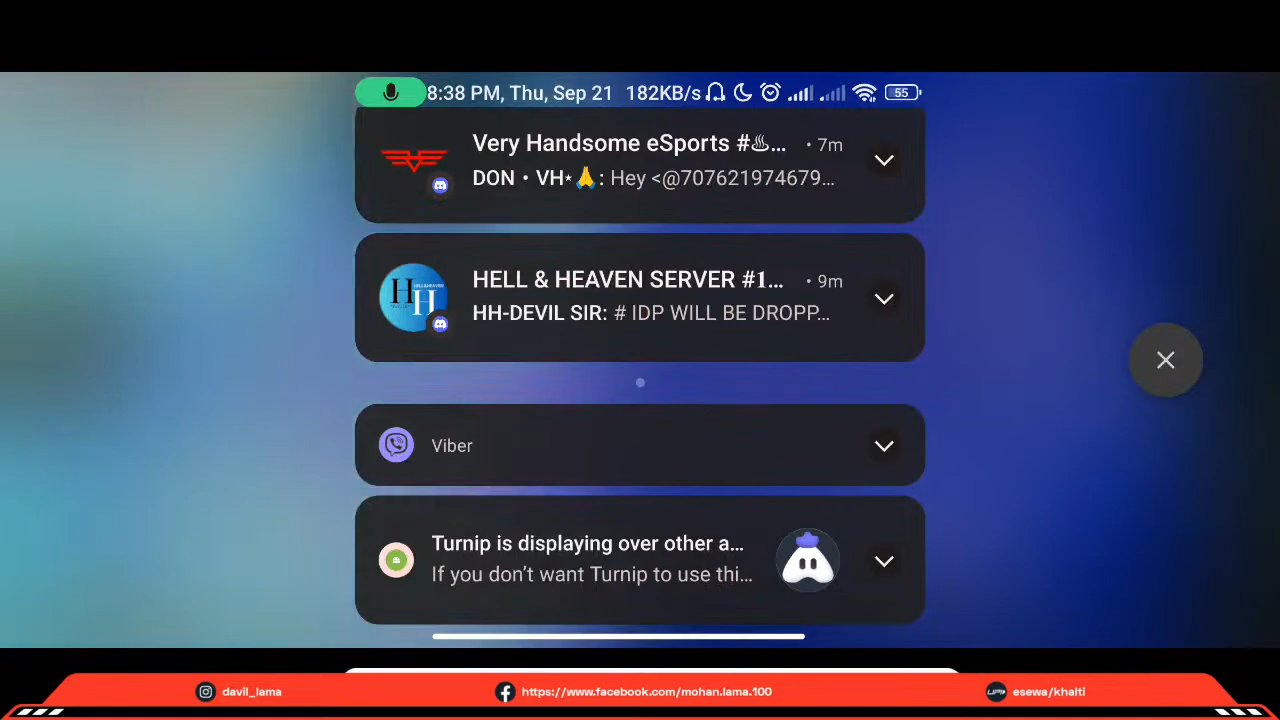 8:38 PM, Thu, Sep 21 182KB/s 55
Very Handsome eSports #♨... • 7m
DON • VH⋆🙏: Hey <@707621974679...
HELL & HEAVEN SERVER #𝟏... • 9m
HH-DEVIL SIR: # IDP WILL BE DROPP...
Viber
Turnip is displaying over other a...
If you don’t want Turnip to use thi...
davil_lama https://www.facebook.com/mohan.lama.100 esewa/khalti